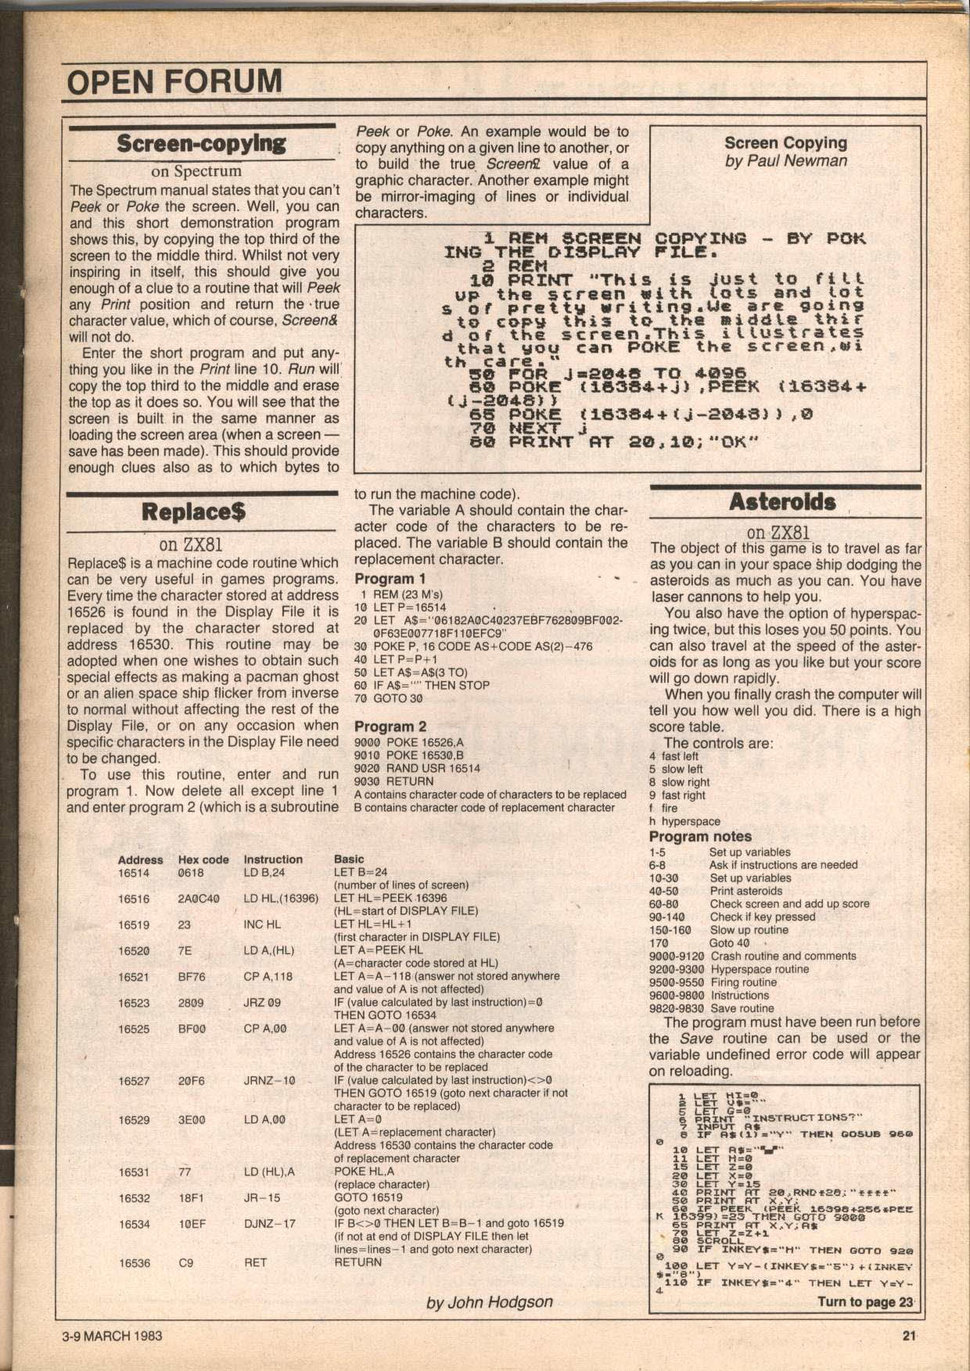 OPEN FORUM
Screen-copying
on Spectrum
The Spectrum manual states that you can't
Peek or Poke the screen. Well, you can
and this short demonstration program
shows this, by copying the top third of the
screen to the middle third. Whilst not very
inspiring in itself, this should give you
enough of a clue to a routine that will Peek
any Print position and return the true
character value, which of course, Screen&
will not do.
Enter the short program and put any-
thing you like in the Print line 10. Run will
copy the top third to the middle and erase
the top as it does so. You will see that the
screen is built in the same manner as
loading the screen area (when a screen —
save has been made). This should provide
enough clues also as to which bytes to
Peek or Poke. An example would be to
copy anything on a given line to another, or
to build the true Screen£ value of a
graphic character. Another example might
be mirror-imaging of lines or individual
characters.
Screen Copying
by Paul Newman
1 REM SCREEN COPYING - BY POK
ING THE DISPLAY FILE.
2 REM
10 PRINT "This is just to fill
up the screen with lots and lot
s of pretty writing.We are going
to copy this to the middle thir
d of the screen.This illustrates
that you can POKE the screen,wi
th care."
50 FOR j=2048 TO 4096
60 POKE (16384+j),PEEK (16384+
(j-2048))
65 POKE (16384+(j-2048)),0
70 NEXT j
80 PRINT AT 20,10;"OK"
Replace$
on ZX81
Replace$ is a machine code routine which
can be very useful in games programs.
Every time the character stored at address
16526 is found in the Display File it is
replaced by the character stored at
address 16530. This routine may be
adopted when one wishes to obtain such
special effects as making a pacman ghost
or an alien space ship flicker from inverse
to normal without affecting the rest of the
Display File, or on any occasion when
specific characters in the Display File need
to be changed.
To use this routine, enter and run
program 1. Now delete all except line 1
and enter program 2 (which is a subroutine
to run the machine code).
The variable A should contain the char-
acter code of the characters to be re-
placed. The variable B should contain the
replacement character.
Program 1
1 REM (23 M's)
10 LET P=16514
20 LET A$="06182A0C40237EBF762809BF002-
0F63E007718F110EFC9"
30 POKE P, 16 CODE AS+CODE AS(2)-476
40 LET P=P+1
50 LET A$=A$(3 TO)
60 IF A$="" THEN STOP
70 GOTO 30
Program 2
9000 POKE 16526,A
9010 POKE 16530,B
9020 RAND USR 16514
9030 RETURN
A contains character code of characters to be replaced
B contains character code of replacement character
Address Hex code Instruction Basic
16514 0618 LD B,24 LET B=24
(number of lines of screen)
16516 2A0C40 LD HL,(16396) LET HL=PEEK 16396
(HL=start of DISPLAY FILE)
16519 23 INC HL LET HL=HL+1
(first character in DISPLAY FILE)
16520 7E LD A,(HL) LET A=PEEK HL
(A=character code stored at HL)
16521 BF76 CP A,118 LET A=A-118 (answer not stored anywhere
and value of A is not affected)
16523 2809 JRZ 09 IF (value calculated by last instruction)=0
THEN GOTO 16534
16525 BF00 CP A,00 LET A=A-00 (answer not stored anywhere
and value of A is not affected)
Address 16526 contains the character code
of the character to be replaced
16527 20F6 JRNZ-10 IF (value calculated by last instruction)<>0
THEN GOTO 16519 (goto next character if not
character to be replaced)
16529 3E00 LD A,00 LET A=0
(LET A=replacement character)
Address 16530 contains the character code
of replacement character
16531 77 LD (HL),A POKE HL,A
(replace character)
16532 18F1 JR-15 GOTO 16519
(goto next character)
16534 10EF DJNZ-17 IF B<>0 THEN LET B=B-1 and goto 16519
(if not at end of DISPLAY FILE then let
lines=lines-1 and goto next character)
16536 C9 RET RETURN
by John Hodgson
Asteroids
on ZX81
The object of this game is to travel as far
as you can in your space ship dodging the
asteroids as much as you can. You have
laser cannons to help you.
You also have the option of hyperspac-
ing twice, but this loses you 50 points. You
can also travel at the speed of the aster-
oids for as long as you like but your score
will go down rapidly.
When you finally crash the computer will
tell you how well you did. There is a high
score table.
The controls are:
4 fast left
5 slow left
8 slow right
9 fast right
f fire
h hyperspace
Program notes
1-5 Set up variables
6-8 Ask if instructions are needed
10-30 Set up variables
40-50 Print asteroids
60-80 Check screen and add up score
90-140 Check if key pressed
150-160 Slow up routine
170 Goto 40
9000-9120 Crash routine and comments
9200-9300 Hyperspace routine
9500-9550 Firing routine
9600-9800 Instructions
9820-9830 Save routine
The program must have been run before
the Save routine can be used or the
variable undefined error code will appear
on reloading.
1 LET HI=0
2 LET V$=""
5 LET G=0
6 PRINT "INSTRUCTIONS?"
7 INPUT A$
8 IF A$(1)="Y" THEN GOSUB 960
0
10 LET A$="
11 LET M=0
15 LET Z=0
20 LET X=0
30 LET Y=15
40 PRINT AT 20,RND*28;"****"
50 PRINT AT X,Y;
60 IF PEEK (PEEK 16398+256*PEE
K 16399)=23 THEN GOTO 9000
65 PRINT AT X,Y;A$
70 LET Z=Z+1
80 SCROLL
90 IF INKEY$="H" THEN GOTO 920
0
100 LET Y=Y-(INKEY$="5")+(INKEY
$="8")
110 IF INKEY$="4" THEN LET Y=Y-
4
Turn to page 23
3-9 MARCH 1983
21